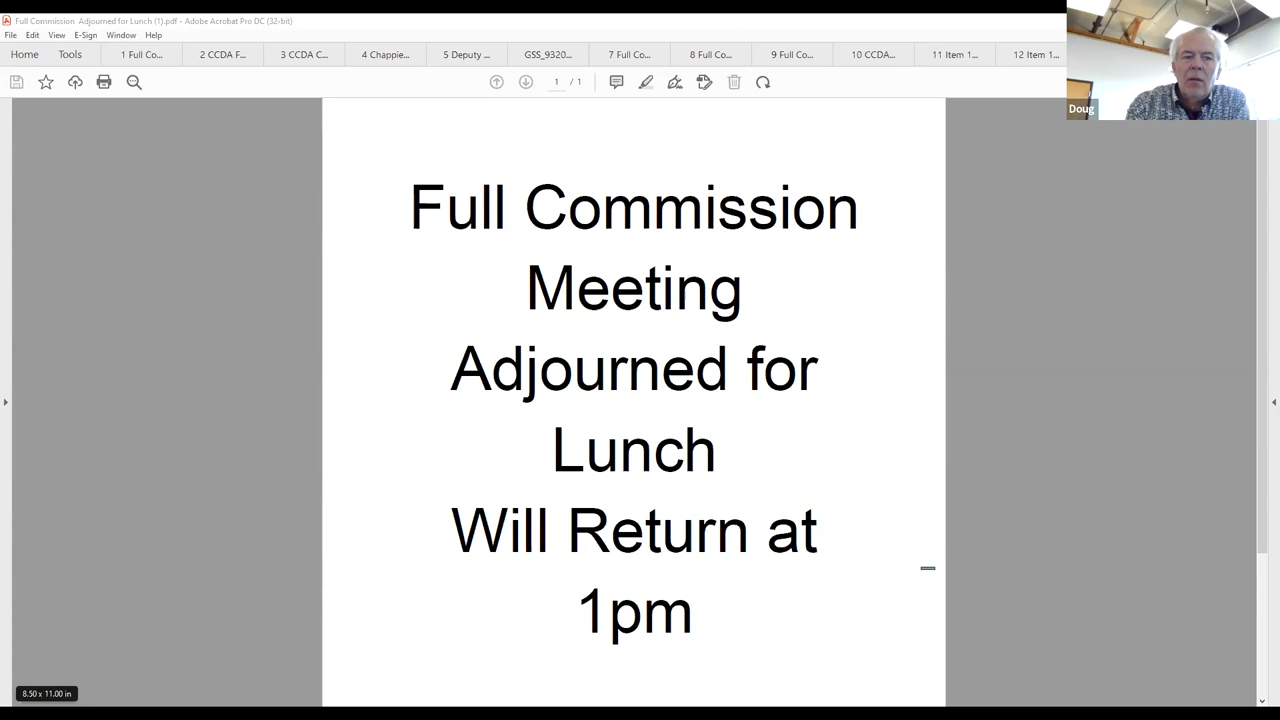 Full Commission Adjourned for Lunch (1).pdf - Adobe Acrobat Pro DC (32-bit)
File Edit View E-Sign Window Help
Home Tools 1 Full Co... 2 CCDA F... 3 CCDA C... 4 Chappie... 5 Deputy ... GSS_9320... 7 Full Co... 8 Full Co... 9 Full Co... 10 CCDA... 11 Item 1... 12 Item 1...
1 / 1
Doug
Full Commission
Meeting
Adjourned for
Lunch
Will Return at
1pm
8.50 x 11.00 in